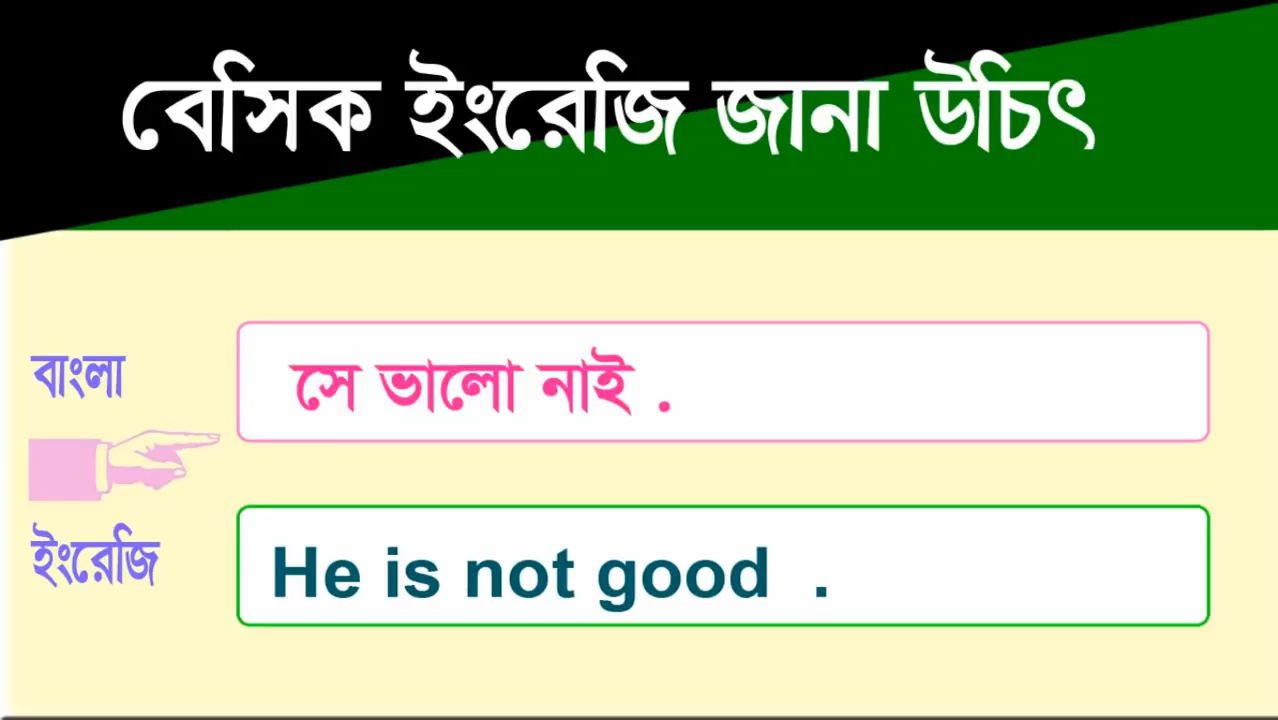 বেসিক ইংরেজি জানা উচিৎ
বাংলা
সে ভালো নাই .
ইংরেজি
He is not good .